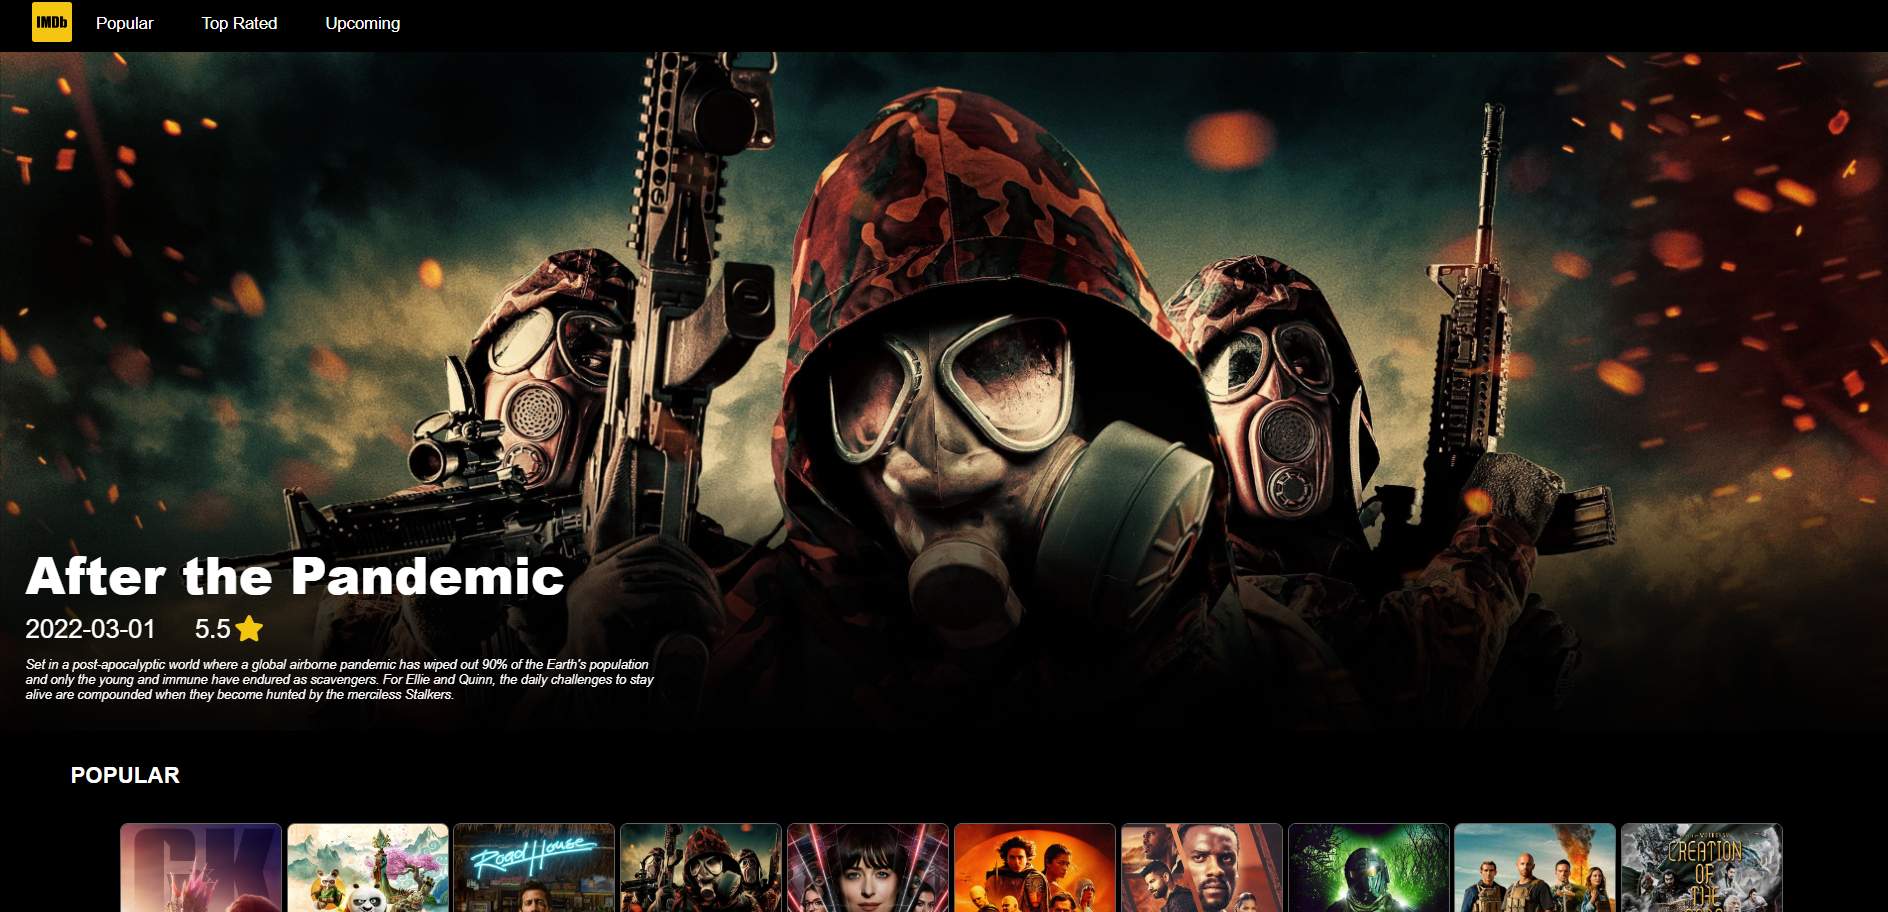 IMDb
Popular
Top Rated
Upcoming
After the Pandemic
2022-03-01 5.5
Set in a post-apocalyptic world where a global airborne pandemic has wiped out 90% of the Earth's population
and only the young and immune have endured as scavengers. For Ellie and Quinn, the daily challenges to stay
alive are compounded when they become hunted by the merciless Stalkers.
POPULAR
GK
Road House
CREATION
OF
THE